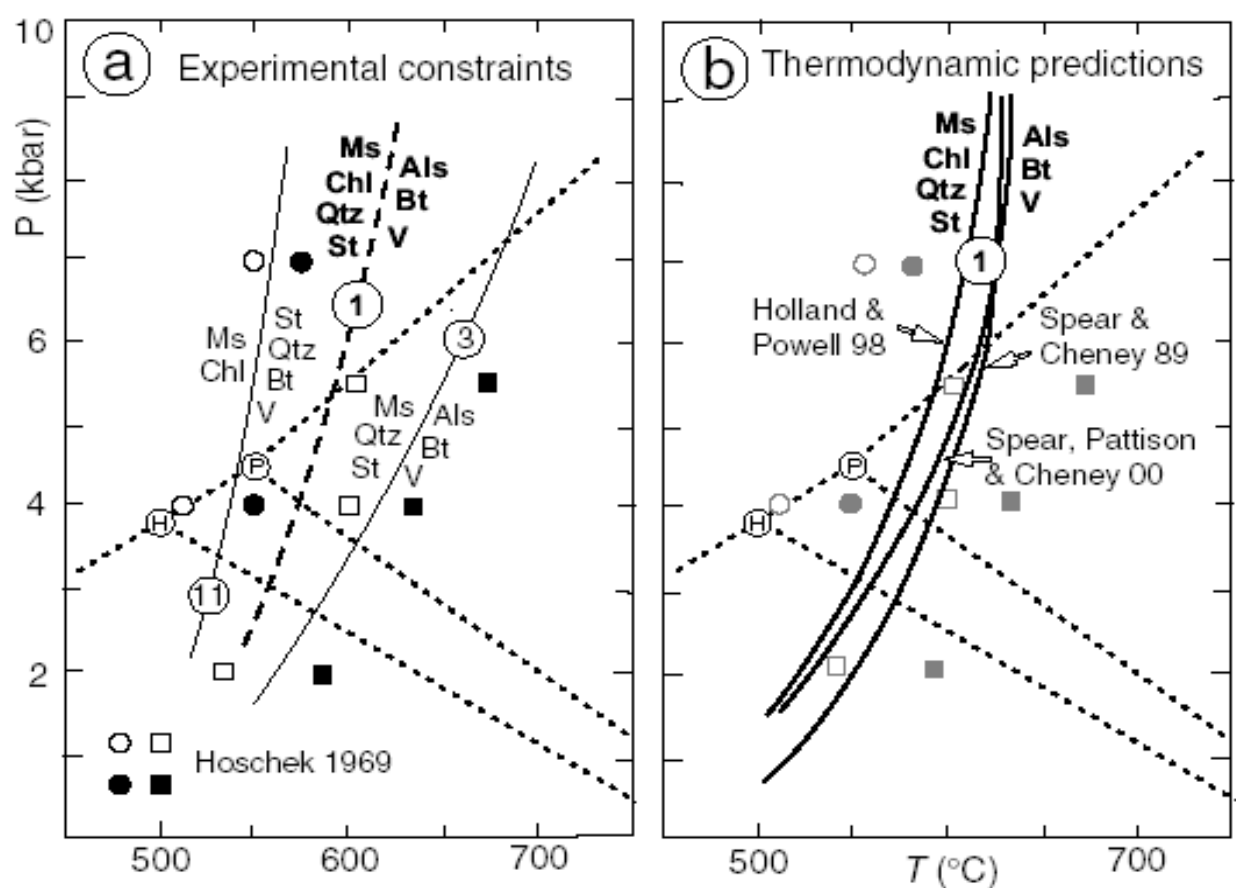 10
a Experimental constraints
P (kbar)
6
4
2
Ms
Chl
Qtz
St
Als
Bt
V
1
3
11
Ms
Chl
St
Qtz
Bt
V
Ms
Qtz
St
Als
Bt
V
P
H
Hoschek 1969
500
600
700
b Thermodynamic predictions
Ms
Chl
Qtz
St
Als
Bt
V
1
Holland &
Powell 98
Spear &
Cheney 89
Spear, Pattison
& Cheney 00
P
H
500
T (°C)
700